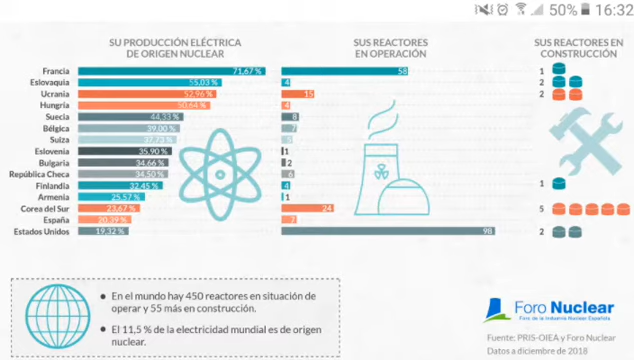 50% 16:32
SU PRODUCCIÓN ELÉCTRICA
DE ORIGEN NUCLEAR
SUS REACTORES
EN OPERACIÓN
SUS REACTORES EN
CONSTRUCCIÓN
Francia 71,67 % 58 1
Eslovaquia 55,03 % 4 2
Ucrania 52,96 % 15 2
Hungría 50,64 % 4
Suecia 44,33 % 8
Bélgica 39,00 % 7
Suiza 37,73 % 5
Eslovenia 35,90 % 1
Bulgaria 34,66 % 2
República Checa 34,50 % 6
Finlandia 32,45 % 4 1
Armenia 25,57 % 1
Corea del Sur 23,67 % 24 5
España 20,39 % 7
Estados Unidos 19,32 % 98 2
En el mundo hay 450 reactores en situación de
operar y 55 más en construcción.
El 11,5 % de la electricidad mundial es de origen
nuclear.
Foro Nuclear
Foro de la Industria Nuclear Española
Fuente: PRIS-OIEA y Foro Nuclear
Datos a diciembre de 2018